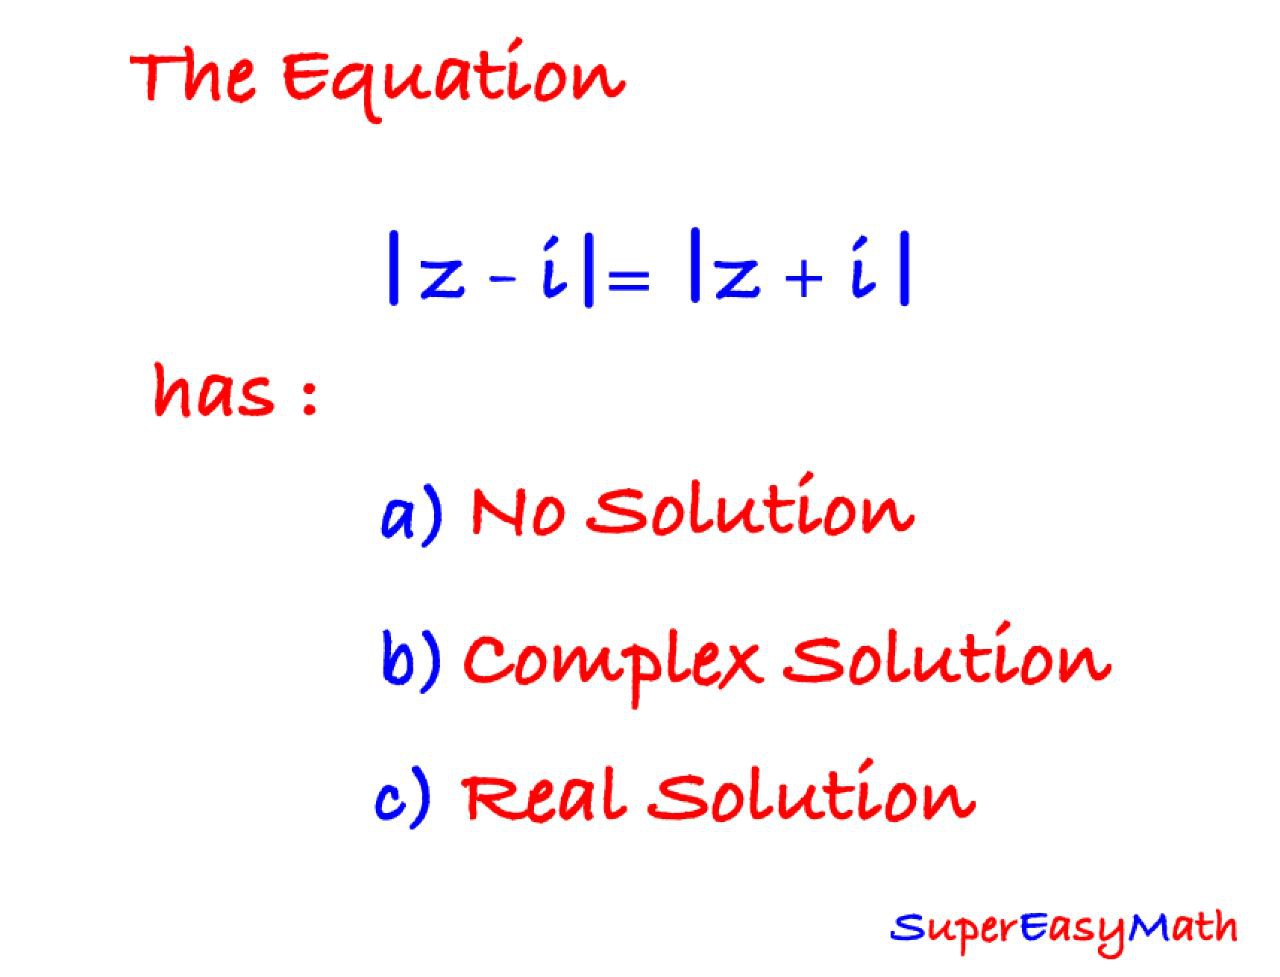 The Equation
|z - i|= |z + i|
has :
a) No Solution
b) Complex Solution
c) Real Solution
SuperEasyMath